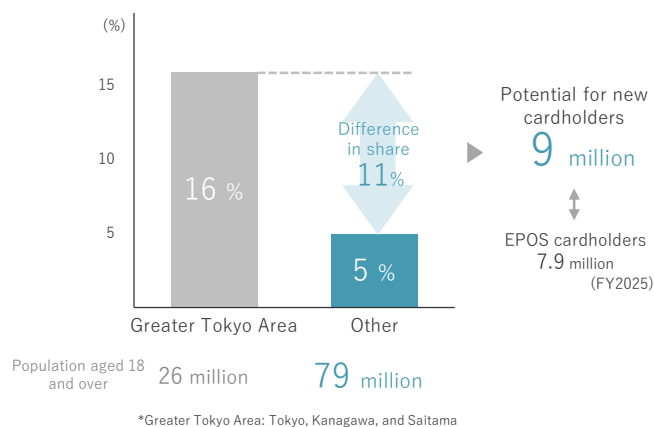 (%)
15
10
5
16 %
Difference
in share
11%
5 %
Greater Tokyo Area
Other
Potential for new
cardholders
9 million
EPOS cardholders
7.9 million
(FY2025)
Population aged 18
and over
26 million
79 million
*Greater Tokyo Area: Tokyo, Kanagawa, and Saitama